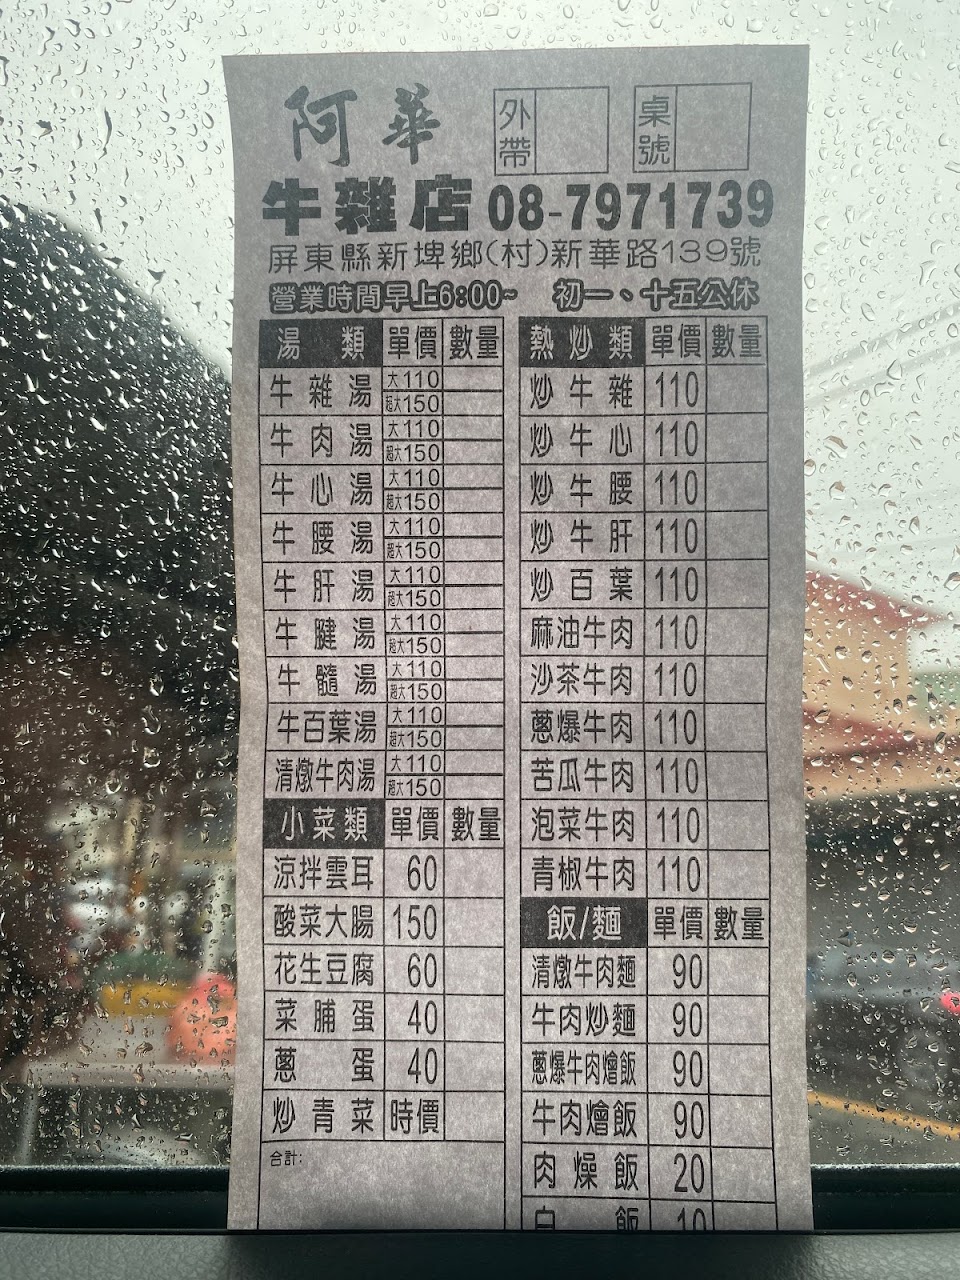 阿華
外帶
桌號
牛雜店 08-7971739
屏東縣新埤鄉(村)新華路139號
營業時間早上6:00~ 初一、十五公休
湯類 單價 數量
牛雜湯 大110 超大150
牛肉湯 大110 超大150
牛心湯 大110 超大150
牛腰湯 大110 超大150
牛肝湯 大110 超大150
牛腱湯 大110 超大150
牛髓湯 大110 超大150
牛百葉湯 大110 超大150
清燉牛肉湯 大110 超大150
小菜類 單價 數量
涼拌雲耳 60
酸菜大腸 150
花生豆腐 60
菜脯蛋 40
蔥蛋 40
炒青菜 時價
合計:
熱炒類 單價 數量
炒牛雜 110
炒牛心 110
炒牛腰 110
炒牛肝 110
炒百葉 110
麻油牛肉 110
沙茶牛肉 110
蔥爆牛肉 110
苦瓜牛肉 110
泡菜牛肉 110
青椒牛肉 110
飯/麵 單價 數量
清燉牛肉麵 90
牛肉炒麵 90
蔥爆牛肉燴飯 90
牛肉燴飯 90
肉燥飯 20
白飯 10